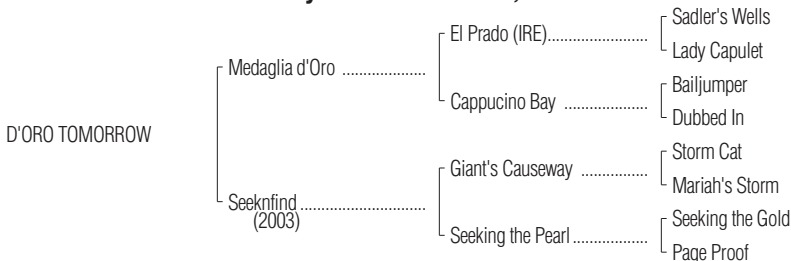 Sadler's Wells
El Prado (IRE)....................
Lady Capulet
Medaglia d'Oro ....................
Bailjumper
Cappucino Bay ................
Dubbed In
D'ORO TOMORROW
Storm Cat
Giant's Causeway ................
Mariah's Storm
Seeknfind .............................
(2003)
Seeking the Gold
Seeking the Pearl ..................
Page Proof